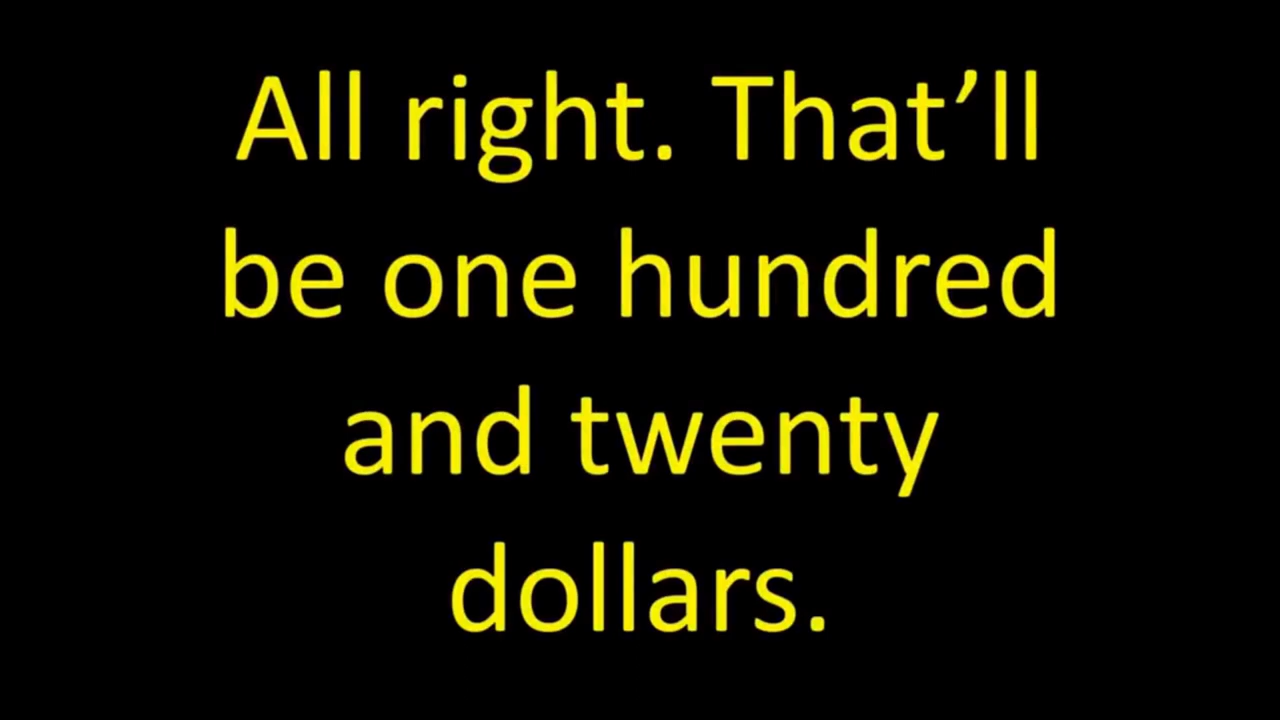 All right. That’ll
be one hundred
and twenty
dollars.